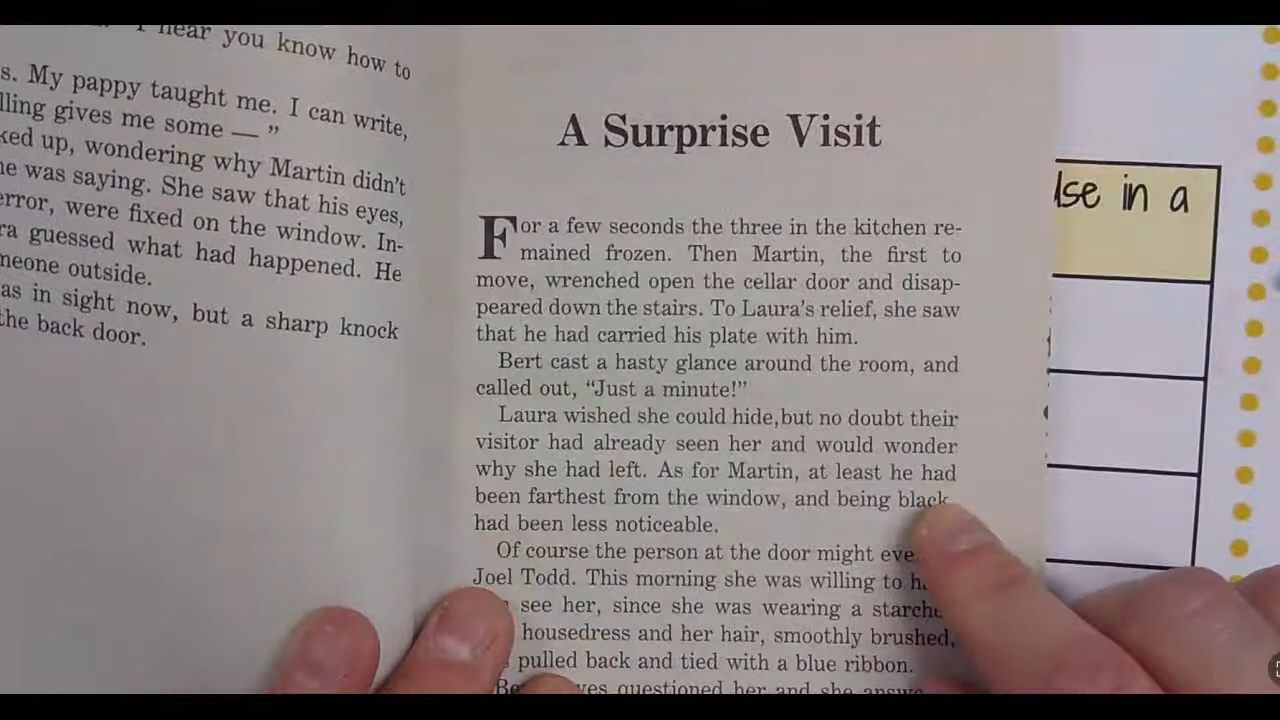 I hear you know how to
s. My pappy taught me. I can write,
lling gives me some — ”
ked up, wondering why Martin didn’t
he was saying. She saw that his eyes,
error, were fixed on the window. In-
ra guessed what had happened. He
meone outside.
as in sight now, but a sharp knock
the back door.
A Surprise Visit
For a few seconds the three in the kitchen re-
mained frozen. Then Martin, the first to
move, wrenched open the cellar door and disap-
peared down the stairs. To Laura’s relief, she saw
that he had carried his plate with him.
Bert cast a hasty glance around the room, and
called out, “Just a minute!”
Laura wished she could hide, but no doubt their
visitor had already seen her and would wonder
why she had left. As for Martin, at least he had
been farthest from the window, and being black
had been less noticeable.
Of course the person at the door might eve
Joel Todd. This morning she was willing to h
see her, since she was wearing a starche
housedress and her hair, smoothly brushed,
pulled back and tied with a blue ribbon.
questioned her and she
in a